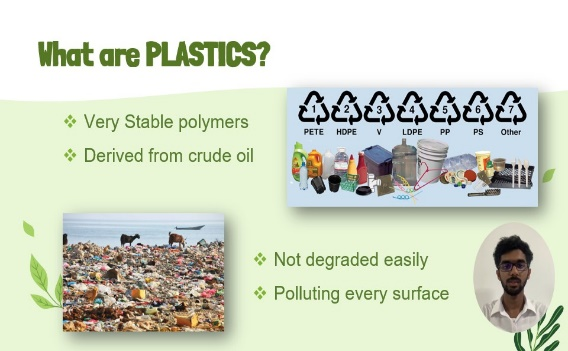 What are PLASTICS?
Very Stable polymers
Derived from crude oil
1 2 3 4 5 6 7
PETE HDPE V LDPE PP PS Other
Not degraded easily
Polluting every surface